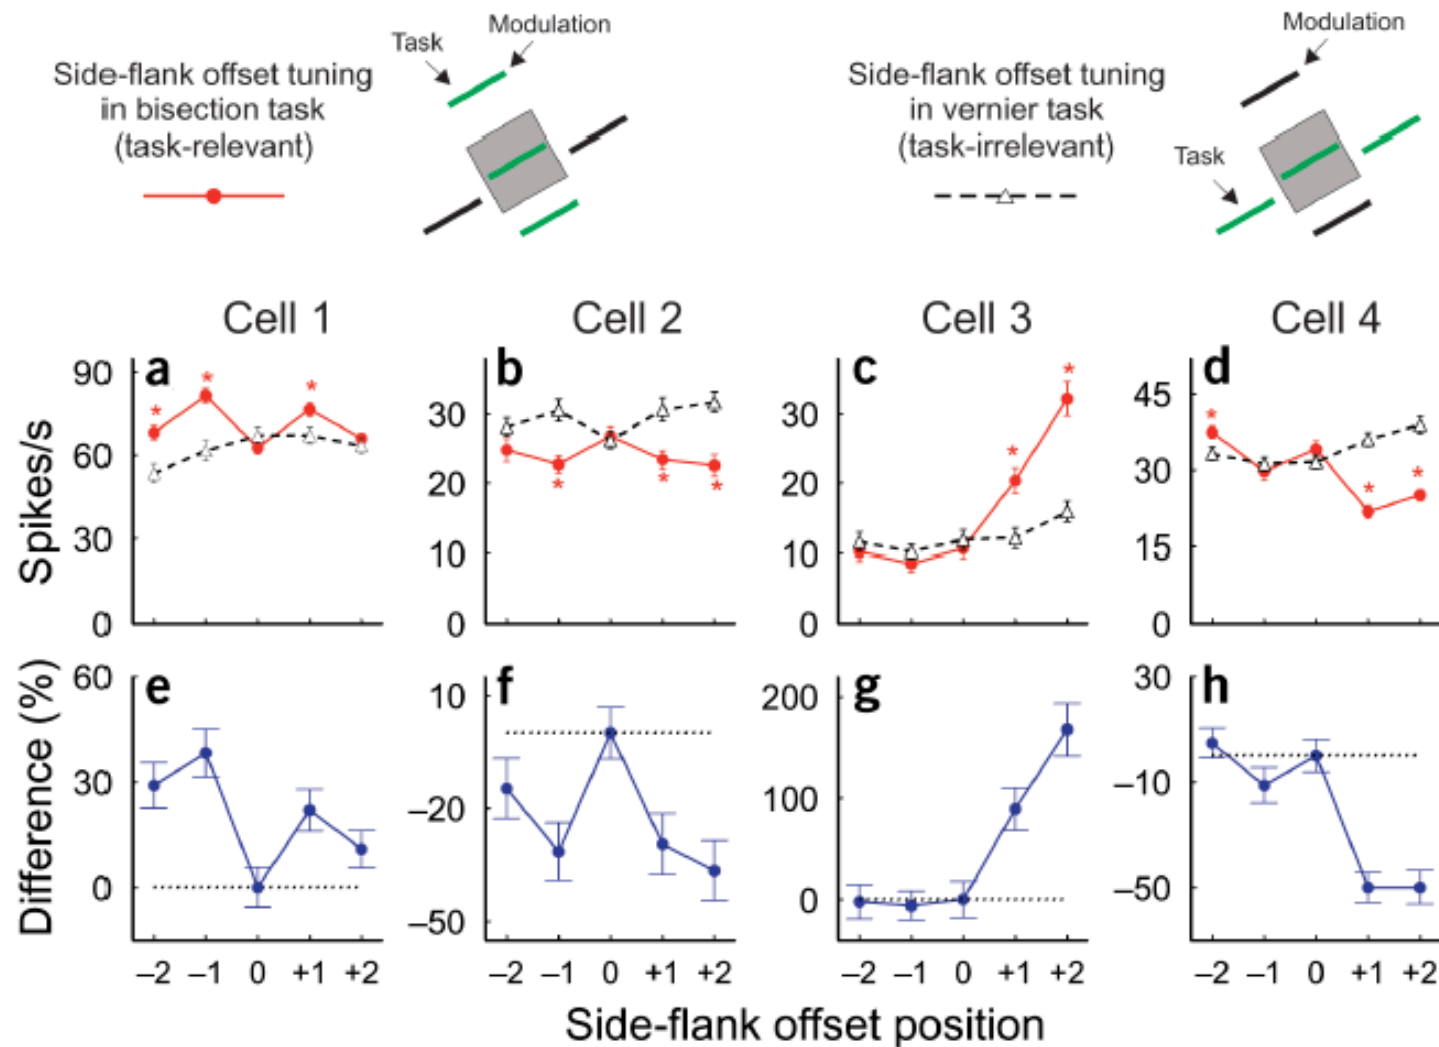 Task
Modulation
Side-flank offset tuning
in bisection task
(task-relevant)
Modulation
Side-flank offset tuning
in vernier task
(task-irrelevant)
Task
Cell 1
Cell 2
Cell 3
Cell 4
Spikes/s
a
90
60
30
0
b
30
20
10
0
c
30
20
10
0
d
45
30
15
0
Difference (%)
e
60
30
0
−2 −1 0 +1 +2
f
10
−20
−50
−2 −1 0 +1 +2
g
200
100
0
−2 −1 0 +1 +2
h
30
−10
−50
−2 −1 0 +1 +2
Side-flank offset position